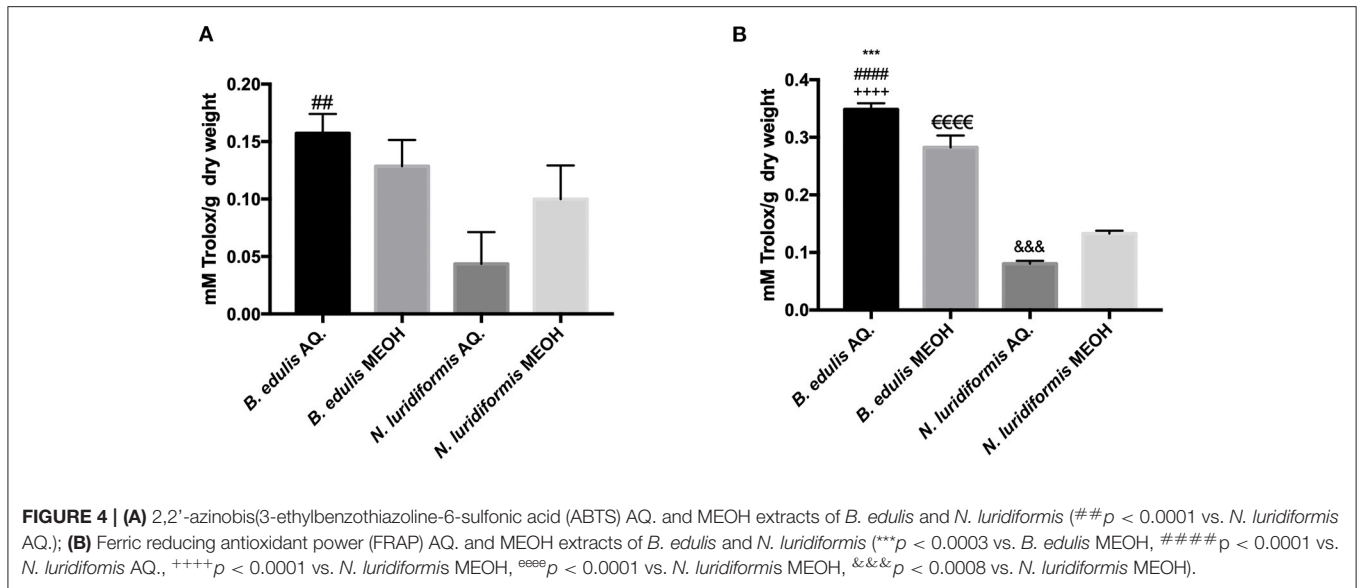 A
B
***
####
++++
##
€€€€
&&&
mM Trolox/g dry weight
0.20
0.15
0.10
0.05
0.00
B. edulis AQ.
B. edulis MEOH
N. luridiformis AQ.
N. luridiformis MEOH
mM Trolox/g dry weight
0.4
0.3
0.2
0.1
0.0
B. edulis AQ.
B. edulis MEOH
N. luridiformis AQ.
N. luridiformis MEOH
FIGURE 4 | (A) 2,2’-azinobis(3-ethylbenzothiazoline-6-sulfonic acid (ABTS) AQ. and MEOH extracts of B. edulis and N. luridiformis (##p < 0.0001 vs. N. luridiformis
AQ.); (B) Ferric reducing antioxidant power (FRAP) AQ. and MEOH extracts of B. edulis and N. luridiformis (***p < 0.0003 vs. B. edulis MEOH, ####p < 0.0001 vs.
N. luridifomis AQ., ++++p < 0.0001 vs. N. luridiformis MEOH, eeeep < 0.0001 vs. N. luridiformis MEOH, &&&p < 0.0008 vs. N. luridiformis MEOH).